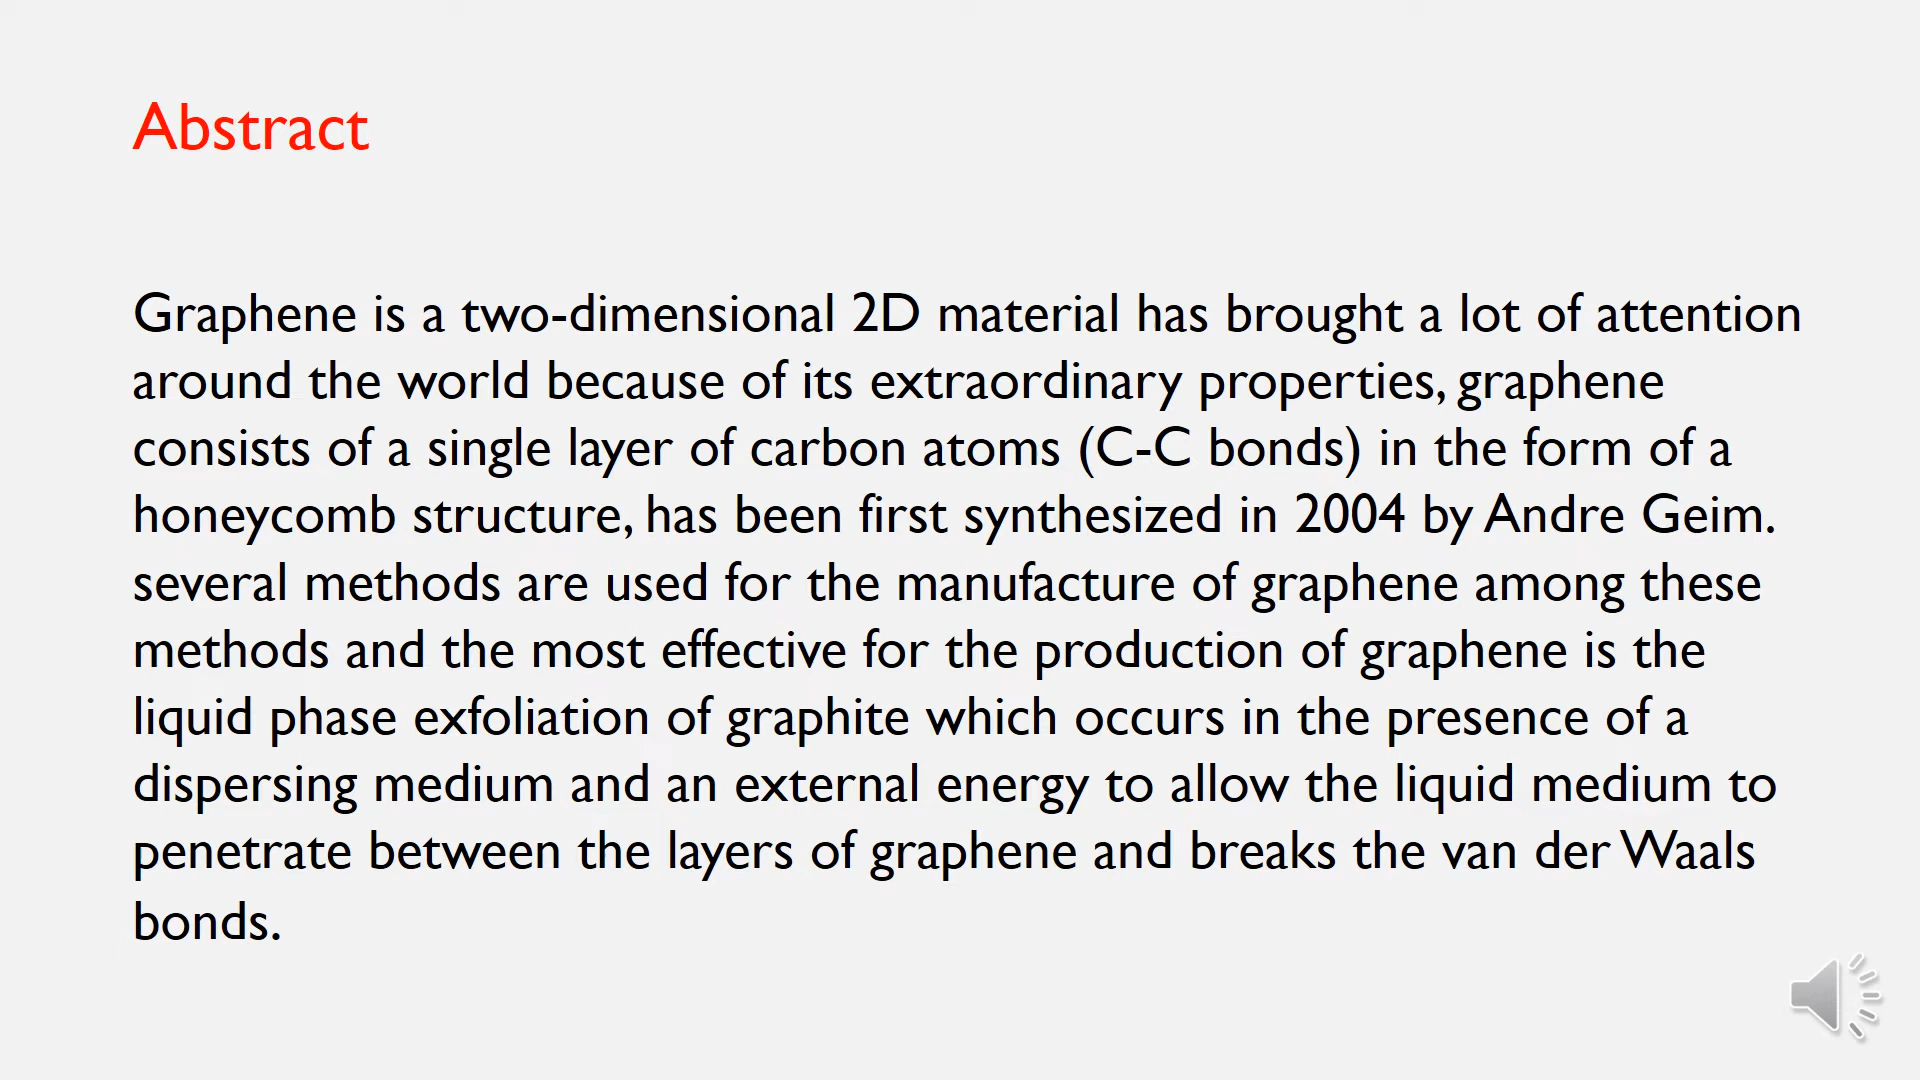 Abstract
Graphene is a two-dimensional 2D material has brought a lot of attention
around the world because of its extraordinary properties, graphene
consists of a single layer of carbon atoms (C-C bonds) in the form of a
honeycomb structure, has been first synthesized in 2004 by Andre Geim.
several methods are used for the manufacture of graphene among these
methods and the most effective for the production of graphene is the
liquid phase exfoliation of graphite which occurs in the presence of a
dispersing medium and an external energy to allow the liquid medium to
penetrate between the layers of graphene and breaks the van der Waals
bonds.